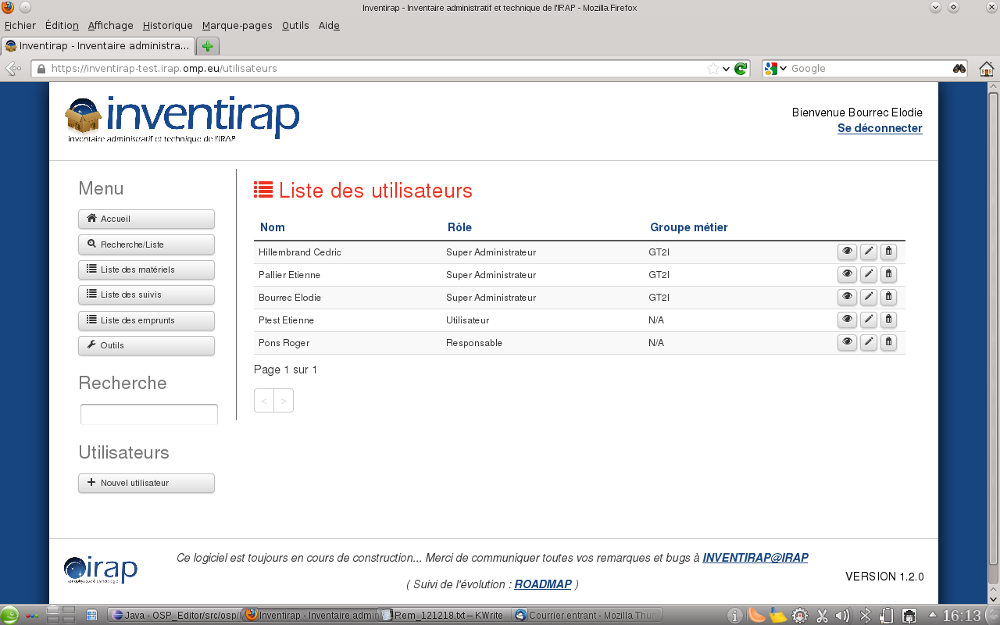 Inventirap - Inventaire administratif et technique de l'IRAP - Mozilla Firefox
Fichier Édition Affichage Historique Marque-pages Outils Aide
Inventirap - Inventaire administra...
https://inventirap-test.irap.omp.eu/utilisateurs Google
inventirap
inventaire administratif et technique de l'IRAP
Bienvenue Bourrec Elodie
Se déconnecter
Menu
Accueil
Recherche/Liste
Liste des matériels
Liste des suivis
Liste des emprunts
Outils
Recherche
Utilisateurs
Nouvel utilisateur
Liste des utilisateurs
Nom Rôle Groupe métier
Hillembrand Cedric Super Administrateur GT2I
Pallier Etienne Super Administrateur GT2I
Bourrec Elodie Super Administrateur GT2I
Ptest Etienne Utilisateur N/A
Pons Roger Responsable N/A
Page 1 sur 1
< >
irap
astrophysique & planétologie
Ce logiciel est toujours en cours de construction... Merci de communiquer toutes vos remarques et bugs à INVENTIRAP@IRAP
( Suivi de l'évolution : ROADMAP )
VERSION 1.2.0
Java - OSP_Editor/src/osp/ Inventirap - Inventaire admin Rem_121218.txt – KWrite Courrier entrant - Mozilla Thun 16:13